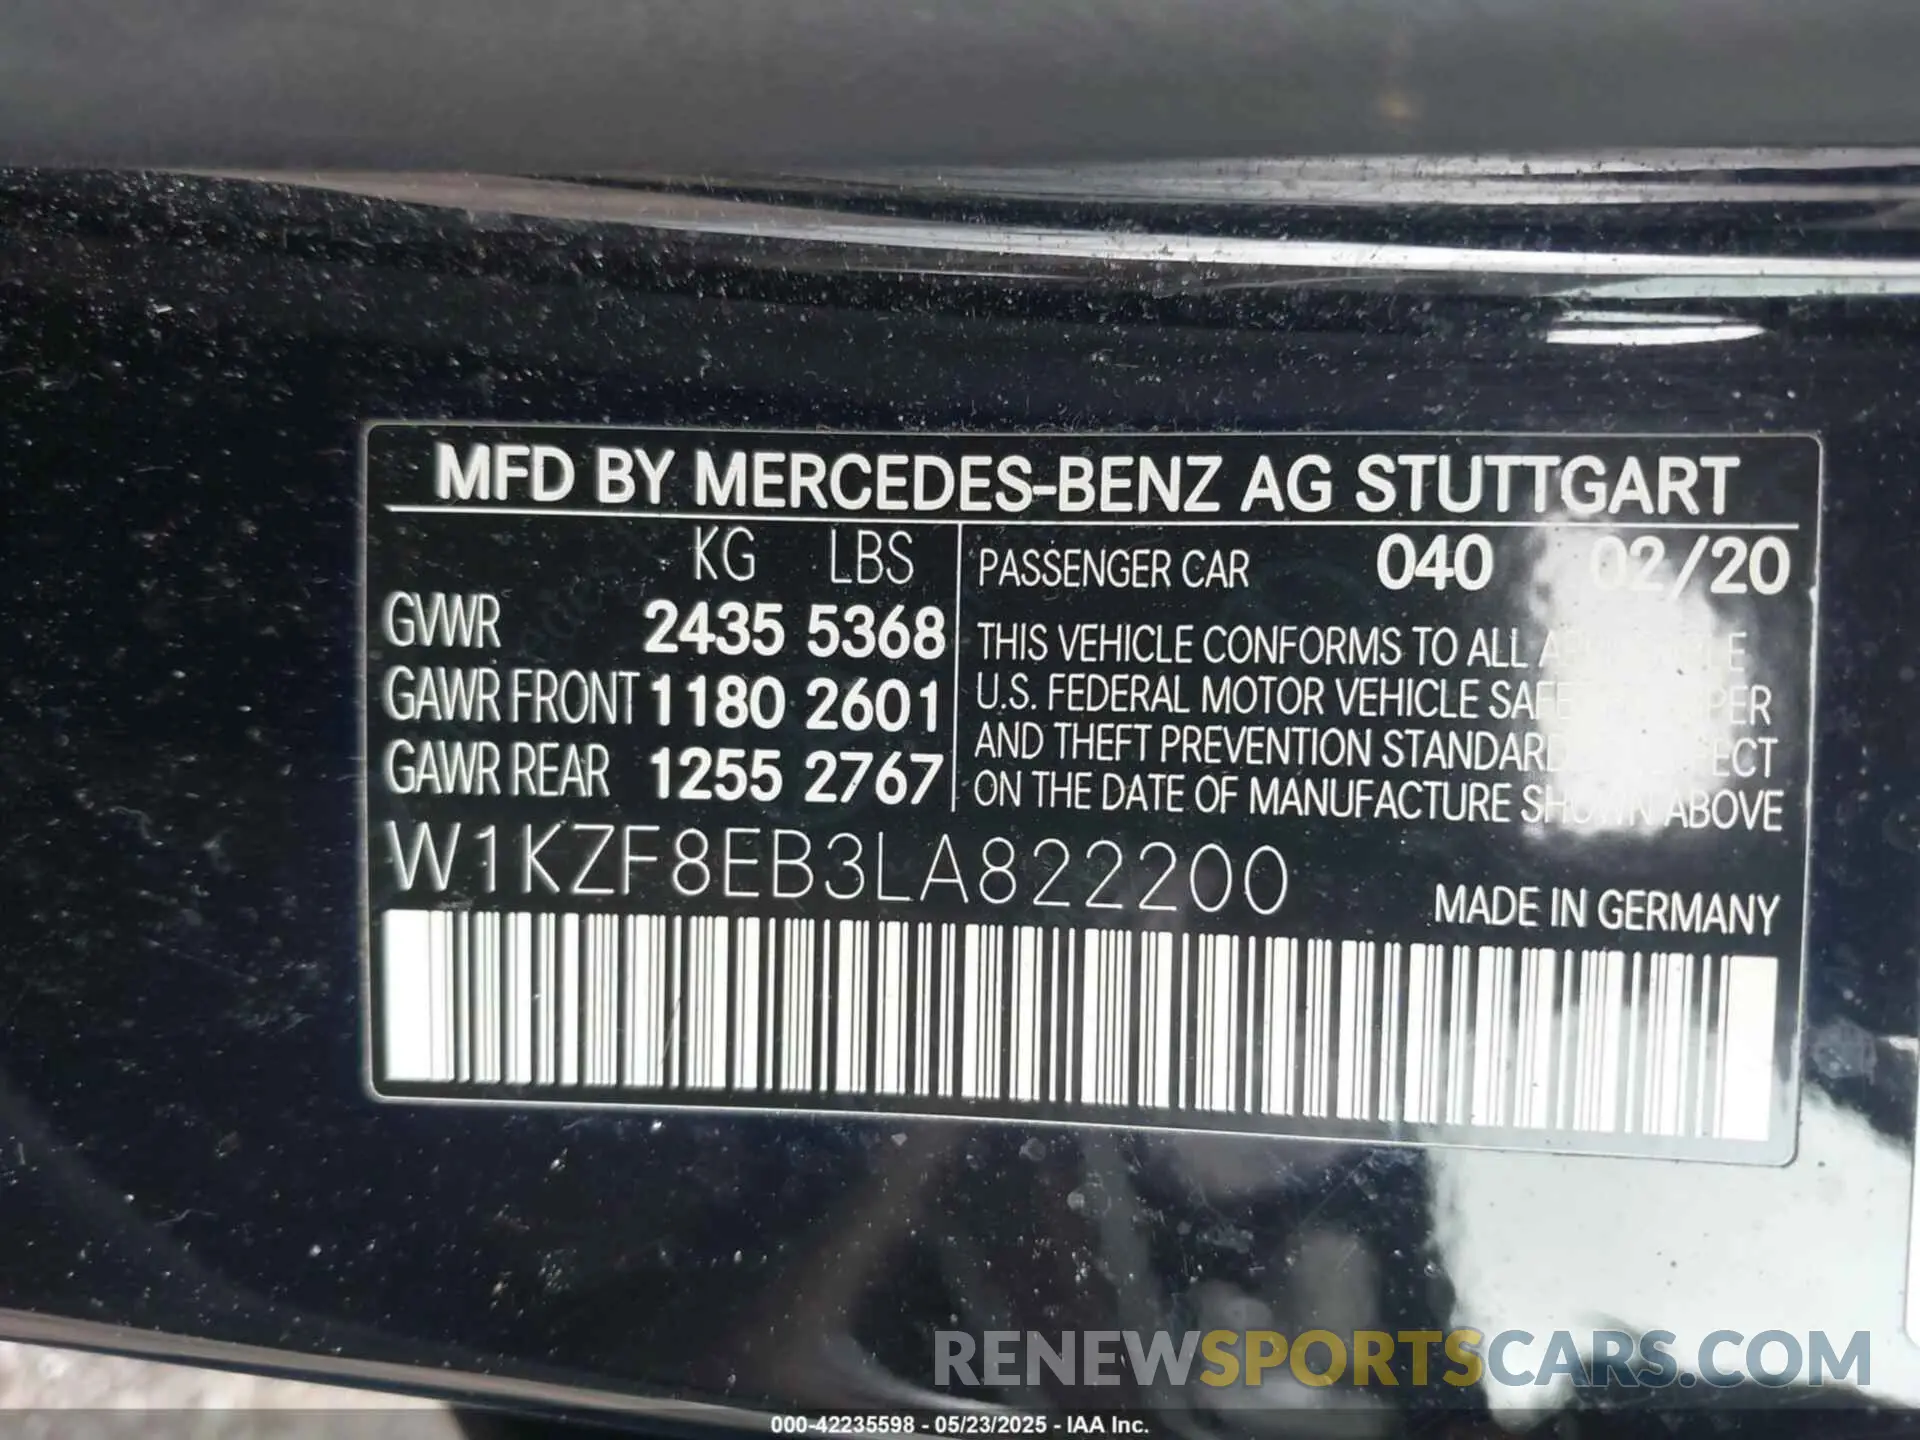 MFD BY MERCEDES-BENZ AG STUTTGART
KG LBS
GVWR 2435 5368
GAWR FRONT 1180 2601
GAWR REAR 1255 2767
PASSENGER CAR 040 02/20
THIS VEHICLE CONFORMS TO ALL
U.S. FEDERAL MOTOR VEHICLE
AND THEFT PREVENTION
ON THE DATE OF MANUFACTURE SHOWN ABOVE
W1KZF8EB3LA822200
MADE IN GERMANY
RENEWSPORTSCARS.COM
000-42235598 - 05/23/2025 - IAA Inc.